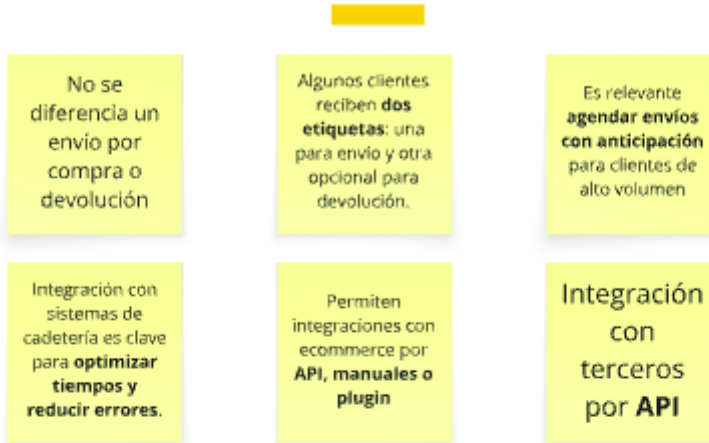 No se
diferencia un
envío por
compra o
devolución
Algunos clientes
reciben dos
etiquetas: una
para envío y otra
opcional para
devolución.
Es relevante
agendar envíos
con anticipación
para clientes de
alto volumen
Integración con
sistemas de
cadetería es clave
para optimizar
tiempos y
reducir errores.
Permiten
integraciones con
ecommerce por
API, manuales o
plugin
Integración
con
terceros
por API